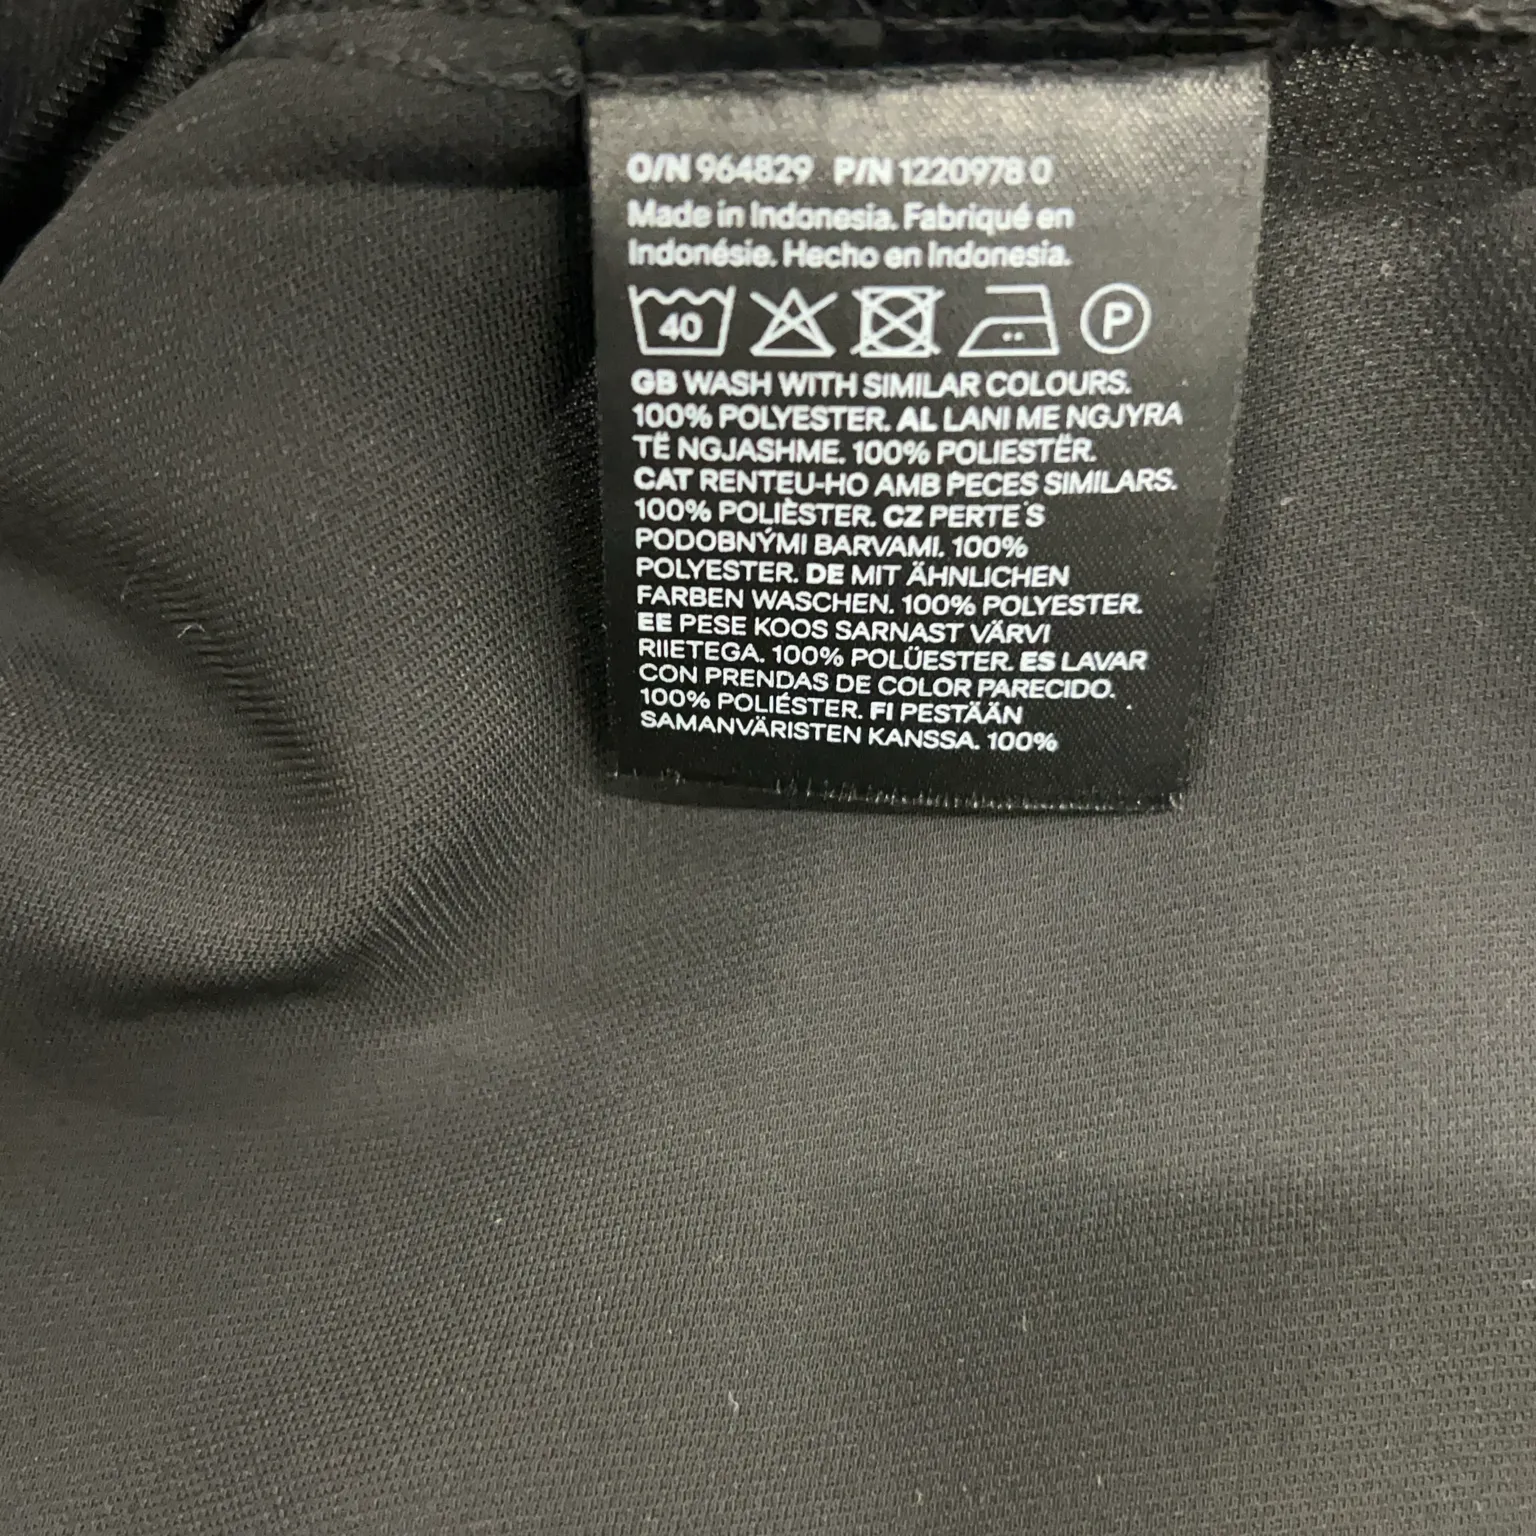 O/N 964829 P/N 1220978 0
Made in Indonesia. Fabriqué en
Indonésie. Hecho en Indonesia.
40 P
GB WASH WITH SIMILAR COLOURS.
100% POLYESTER. AL LANI ME NGJYRA
TË NGJASHME. 100% POLIESTËR.
CAT RENTEU-HO AMB PECES SIMILARS.
100% POLIÈSTER. CZ PERTE S
PODOBNÝMI BARVAMI. 100%
POLYESTER. DE MIT ÄHNLICHEN
FARBEN WASCHEN. 100% POLYESTER.
EE PESE KOOS SARNAST VÄRVI
RIIETEGA. 100% POLÜESTER. ES LAVAR
CON PRENDAS DE COLOR PARECIDO.
100% POLIÉSTER. FI PESTÄÄN
SAMANVÄRISTEN KANSSA. 100%